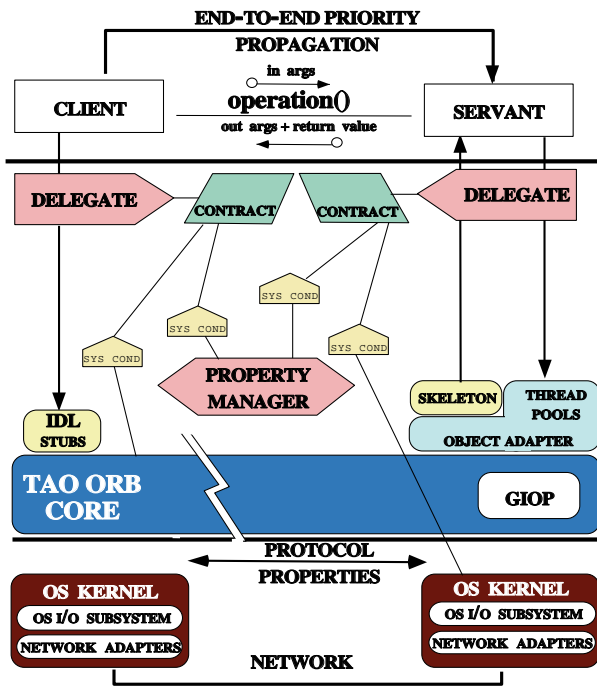 END-TO-END PRIORITY
PROPAGATION
in args
CLIENT
operation()
SERVANT
out args + return value
DELEGATE
CONTRACT
CONTRACT
DELEGATE
SYS COND
SYS COND
SYS COND
SYS COND
PROPERTY
MANAGER
SKELETON
THREAD
POOLS
IDL
STUBS
OBJECT ADAPTER
TAO ORB
CORE
GIOP
PROTOCOL
PROPERTIES
OS KERNEL
OS I/O SUBSYSTEM
NETWORK ADAPTERS
OS KERNEL
OS I/O SUBSYSTEM
NETWORK ADAPTERS
NETWORK